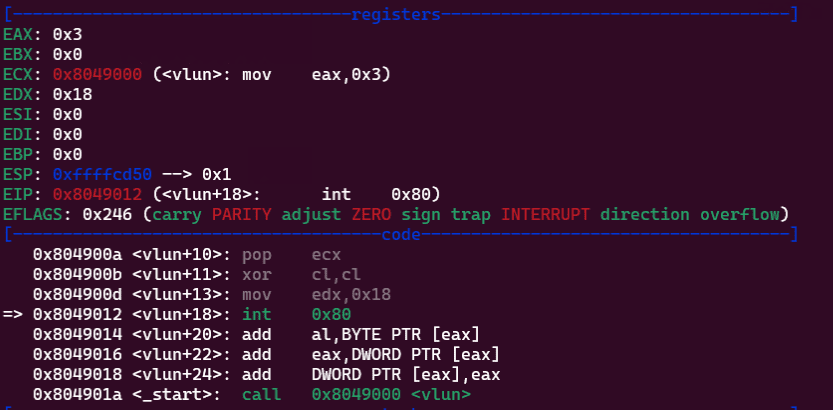 [----------------------------------registers-----------------------------------]
EAX: 0x3
EBX: 0x0
ECX: 0x8049000 (<vlun>: mov    eax,0x3)
EDX: 0x18
ESI: 0x0
EDI: 0x0
EBP: 0x0
ESP: 0xffffcd50 --> 0x1
EIP: 0x8049012 (<vlun+18>:      int    0x80)
EFLAGS: 0x246 (carry PARITY adjust ZERO sign trap INTERRUPT direction overflow)
[-------------------------------------code-------------------------------------]
   0x804900a <vlun+10>: pop    ecx
   0x804900b <vlun+11>: xor    cl,cl
   0x804900d <vlun+13>: mov    edx,0x18
=> 0x8049012 <vlun+18>: int    0x80
   0x8049014 <vlun+20>: add    al,BYTE PTR [eax]
   0x8049016 <vlun+22>: add    eax,DWORD PTR [eax]
   0x8049018 <vlun+24>: add    DWORD PTR [eax],eax
   0x804901a <_start>:  call   0x8049000 <vlun>